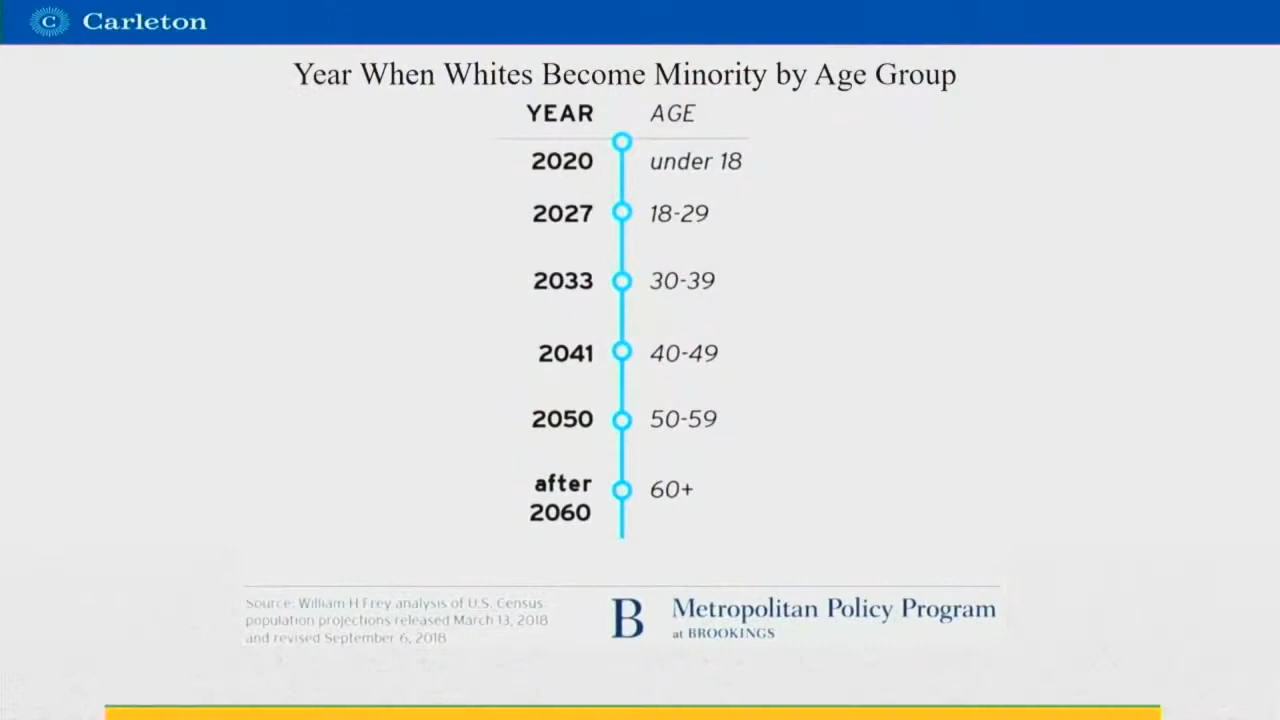 C Carleton
Year When Whites Become Minority by Age Group
YEAR AGE
2020 under 18
2027 18-29
2033 30-39
2041 40-49
2050 50-59
after
2060 60+
Source: William H Frey analysis of U.S. Census
population projections released March 13, 2018
and revised September 6, 2018
B Metropolitan Policy Program
at BROOKINGS